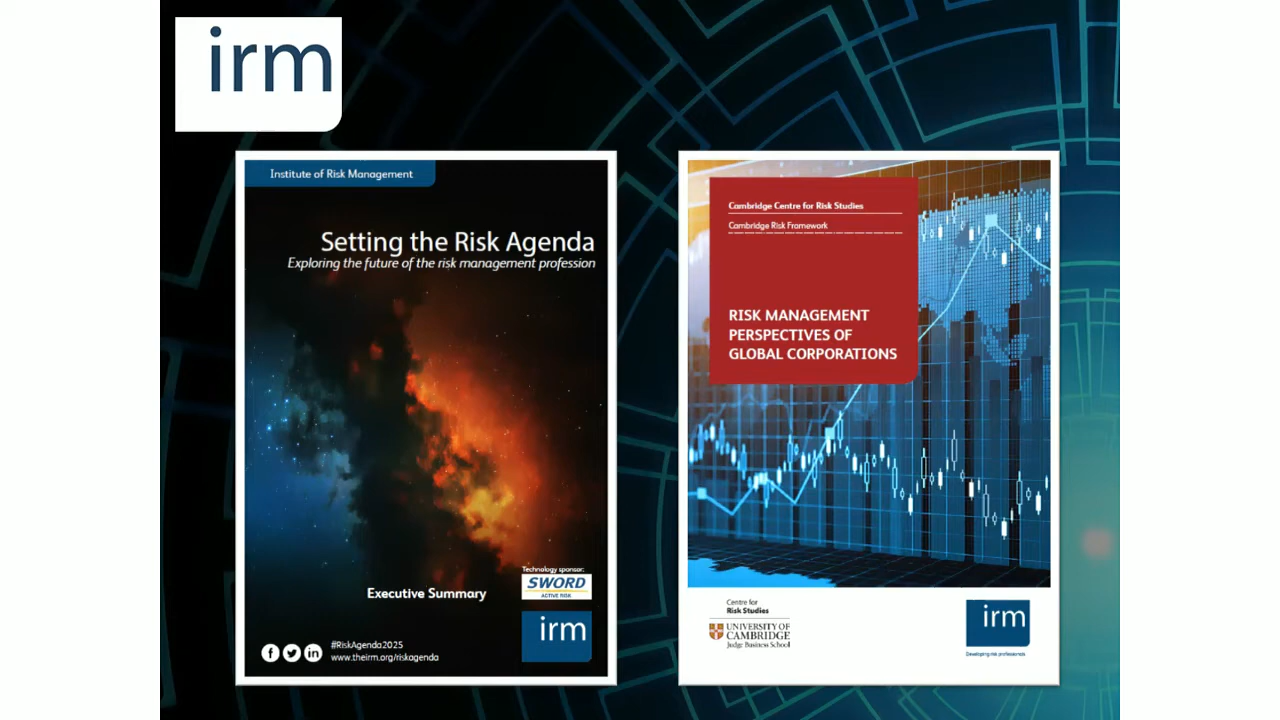 irm
Institute of Risk Management
Setting the Risk Agenda
Exploring the future of the risk management profession
Technology sponsor:
SWORD
ACTIVE RISK
Executive Summary
irm
#RiskAgenda2025
www.theirm.org/riskagenda
Cambridge Centre for Risk Studies
Cambridge Risk Framework
RISK MANAGEMENT
PERSPECTIVES OF
GLOBAL CORPORATIONS
Centre for
Risk Studies
UNIVERSITY OF
CAMBRIDGE
Judge Business School
irm
Developing risk professionals